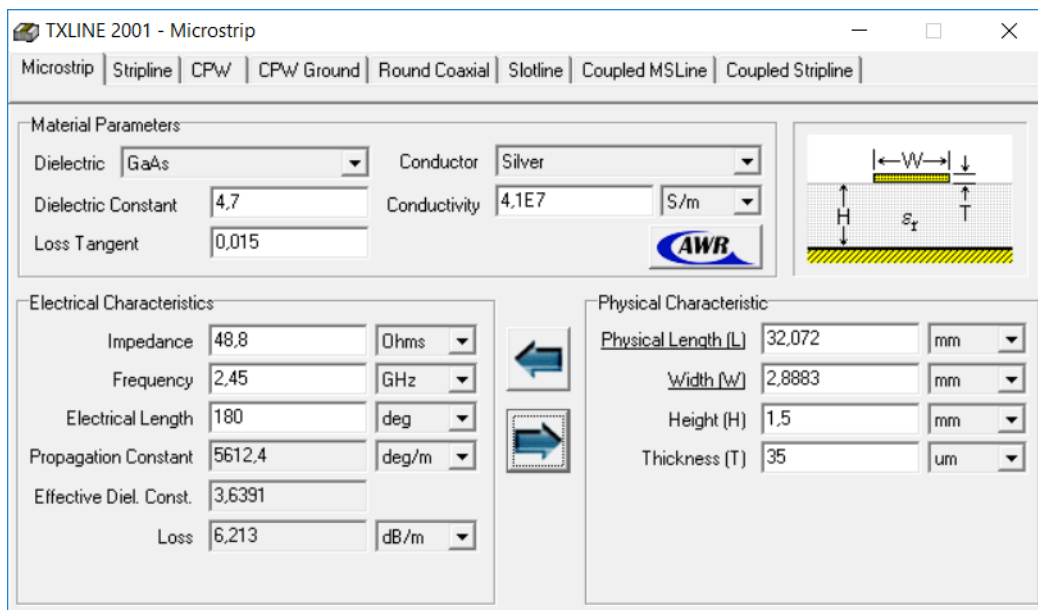 TXLINE 2001 - Microstrip
Microstrip Stripline CPW CPW Ground Round Coaxial Slotline Coupled MSLine Coupled Stripline
Material Parameters
Dielectric GaAs Conductor Silver
Dielectric Constant 4,7 Conductivity 4,1E7 S/m
Loss Tangent 0,015
AWR
W
H εr T
Electrical Characteristics
Impedance 48,8 Ohms
Frequency 2,45 GHz
Electrical Length 180 deg
Propagation Constant 5612,4 deg/m
Effective Diel. Const. 3,6391
Loss 6,213 dB/m
Physical Characteristic
Physical Length (L) 32,072 mm
Width (W) 2,8883 mm
Height (H) 1,5 mm
Thickness (T) 35 um